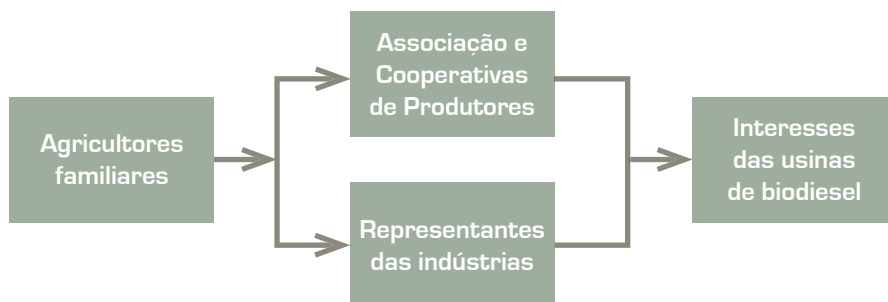 Agricultores
familiares
Associação e
Cooperativas
de Produtores
Representantes
das indústrias
Interesses
das usinas
de biodiesel